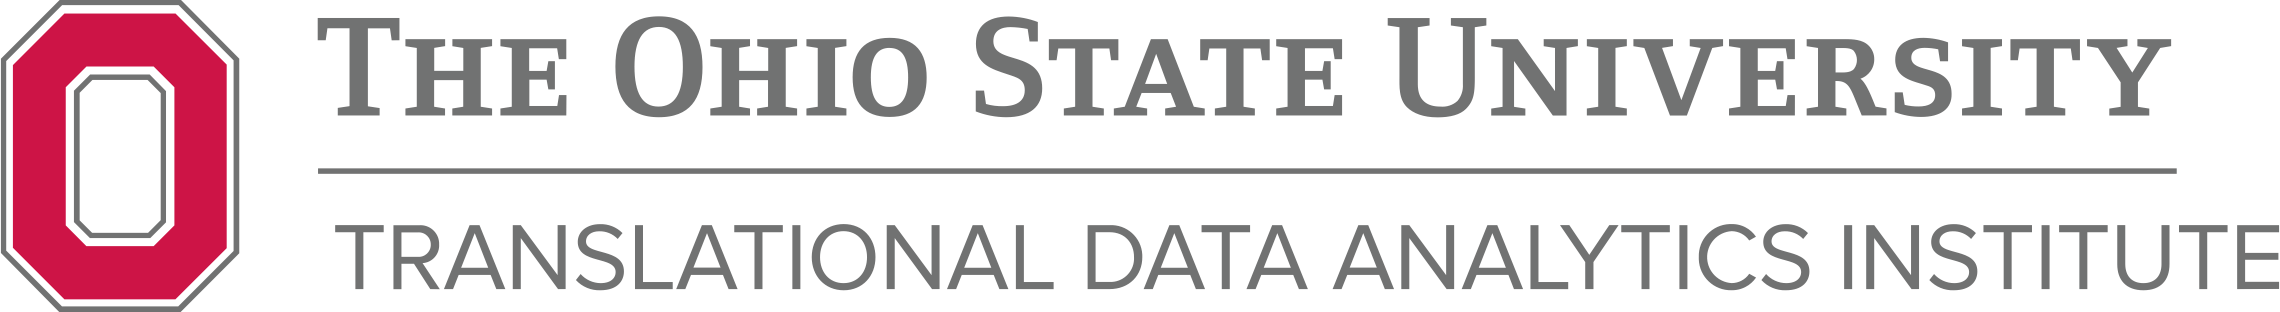 THE OHIO STATE UNIVERSITY
TRANSLATIONAL DATA ANALYTICS INSTITUTE